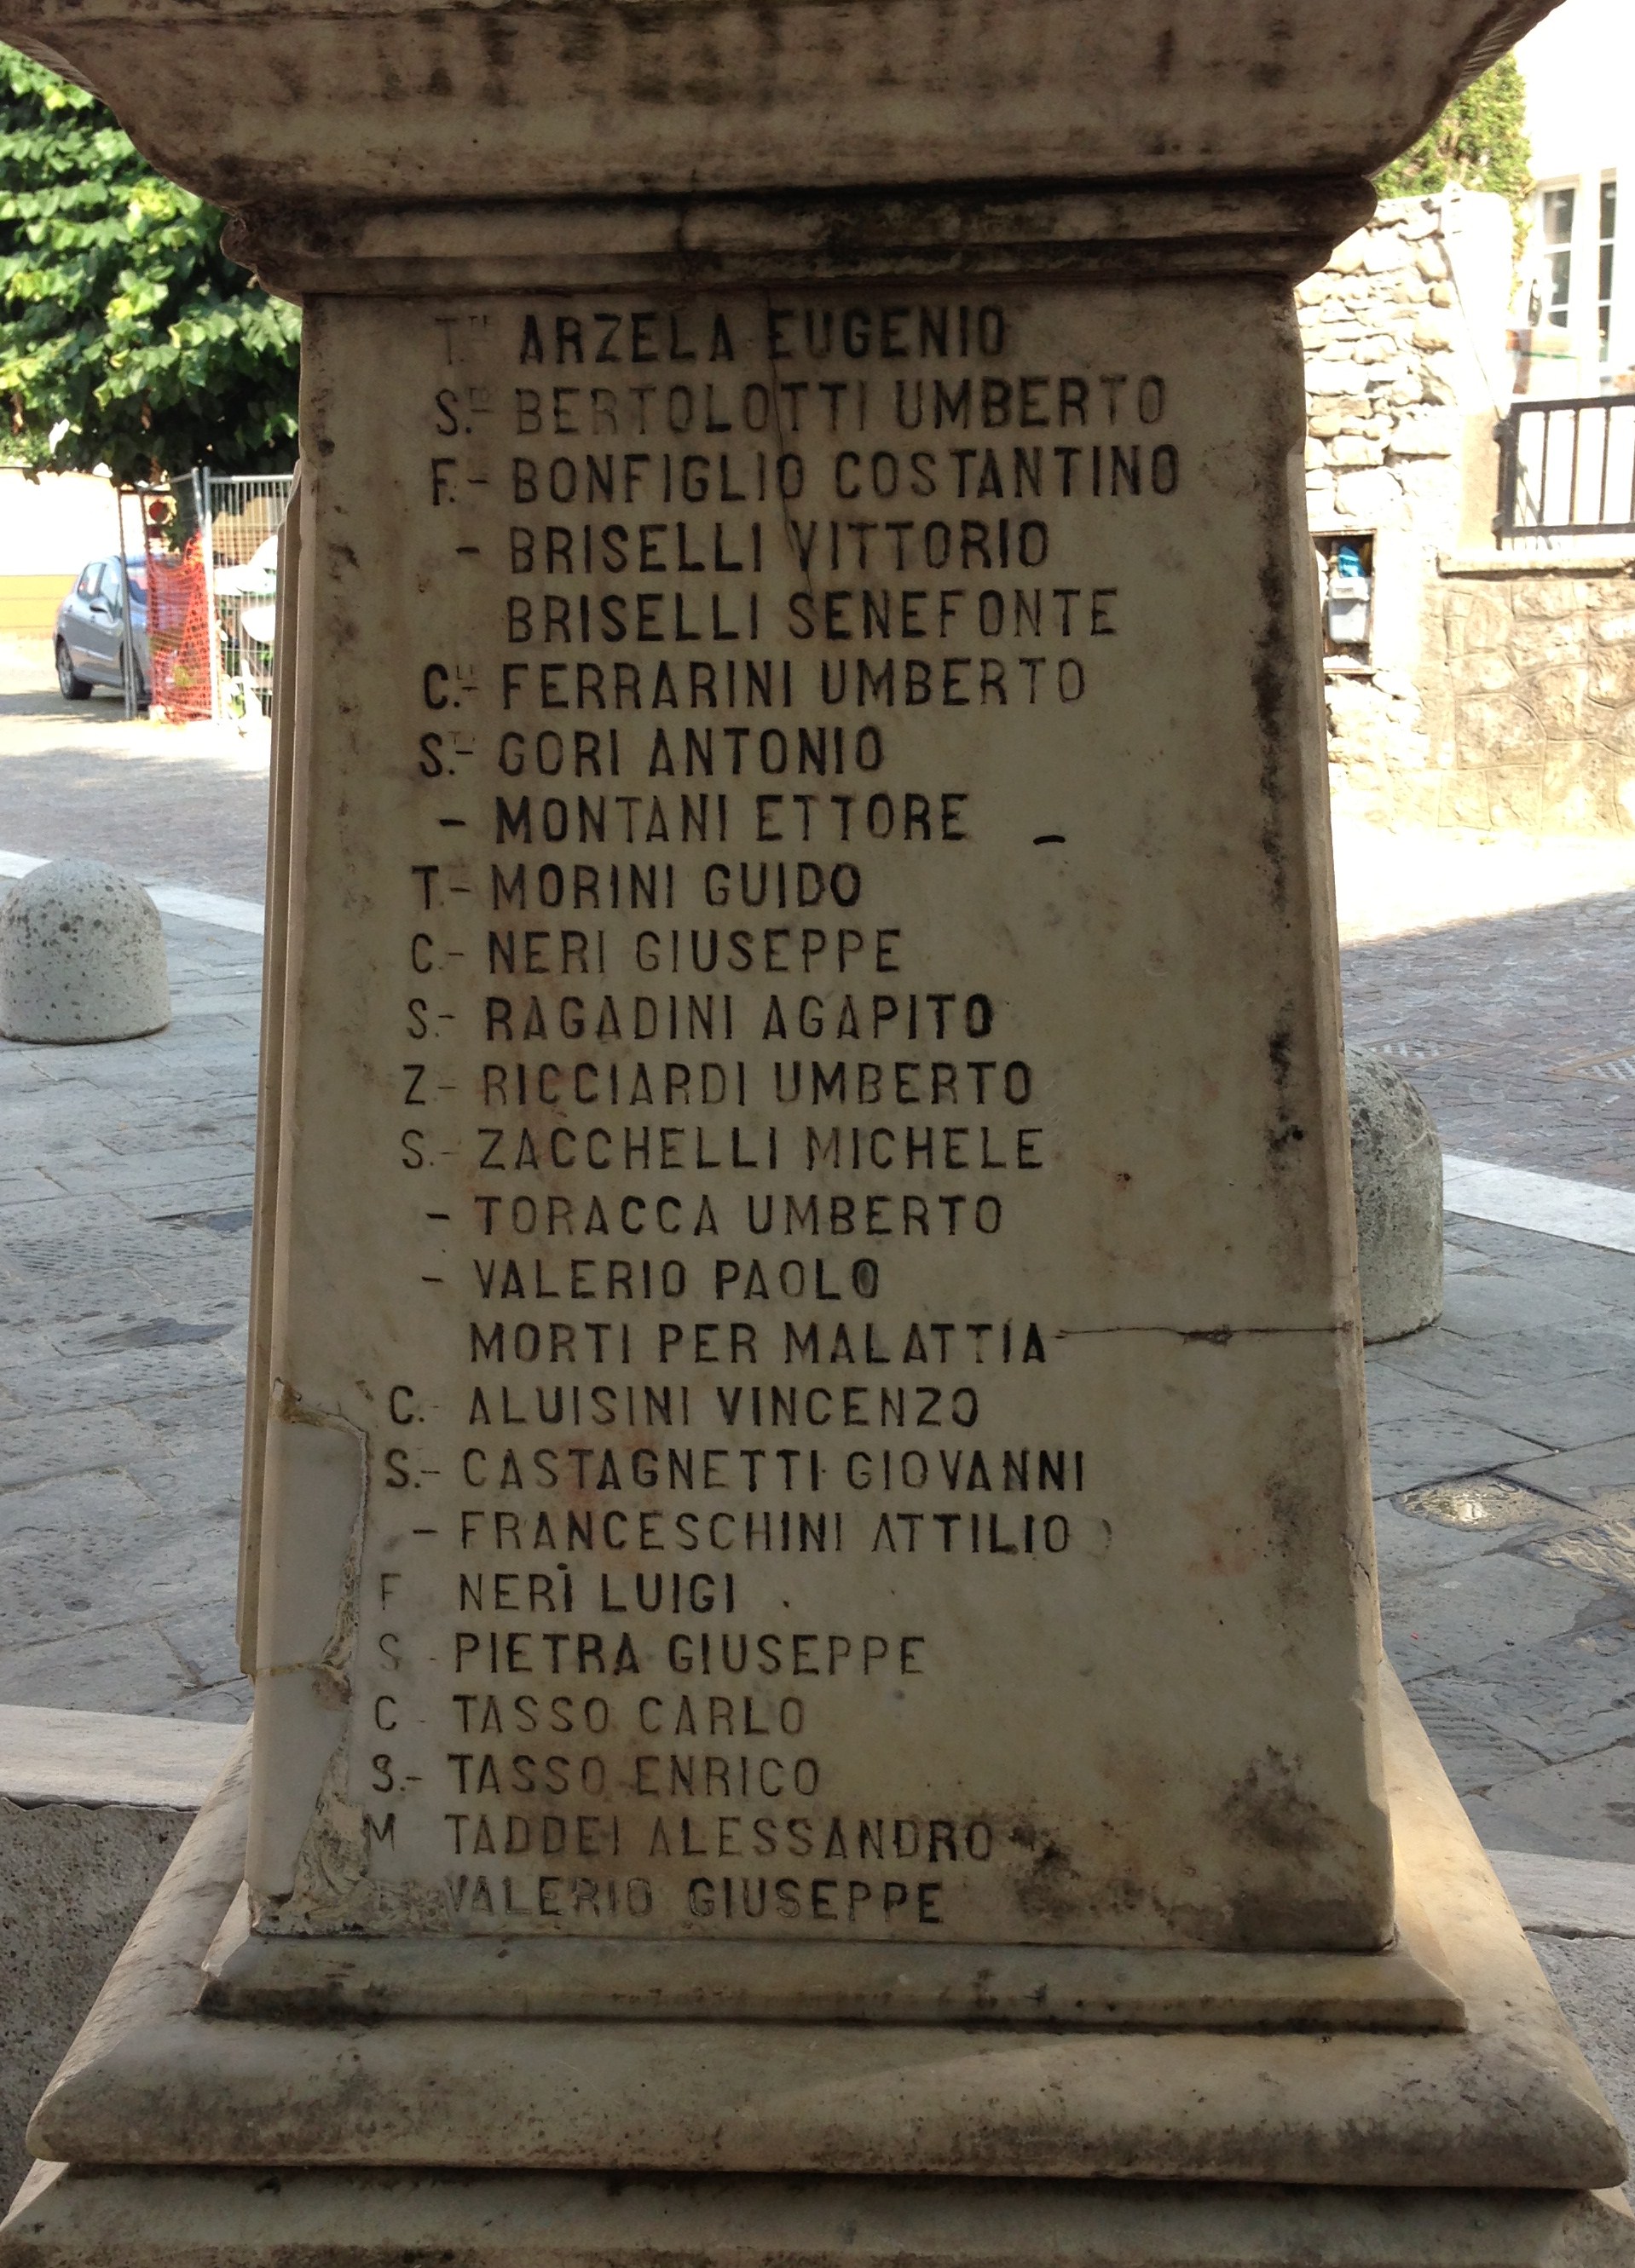 T.TE ARZELA EUGENIO
S.TO- BERTOLOTTI UMBERTO
F.- BONFIGLIO COSTANTINO
- BRISELLI VITTORIO
BRISELLI SENEFONTE
C.LE- FERRARINI UMBERTO
S.TO- GORI ANTONIO
- MONTANI ETTORE -
T.- MORINI GUIDO
C.- NERI GIUSEPPE
S.- RAGADINI AGAPITO
Z- RICCIARDI UMBERTO
S.- ZACCHELLI MICHELE
- TORACCA UMBERTO
- VALERIO PAOLO
MORTI PER MALATTIA
C. ALUISINI VINCENZO
S.- CASTAGNETTI GIOVANNI
- FRANCESCHINI ATTILIO
F NERI LUIGI
S - PIETRA GIUSEPPE
C - TASSO CARLO
S.- TASSO ENRICO
M TADDEI ALESSANDRO
VALERIO GIUSEPPE